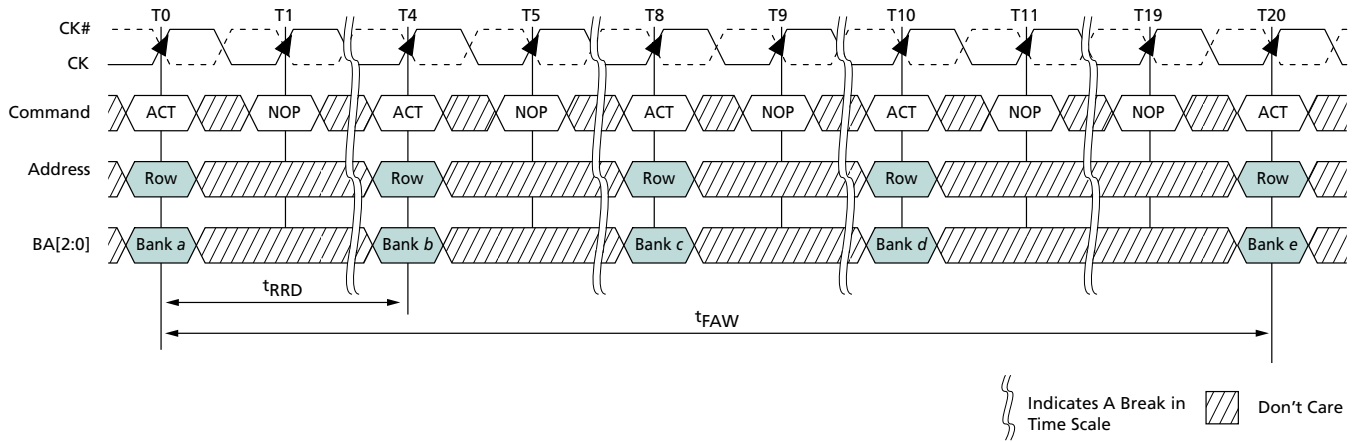 T0 T1 T4 T5 T8 T9 T10 T11 T19 T20
CK#
CK
Command ACT NOP ACT NOP ACT NOP ACT NOP NOP ACT
Address Row Row Row Row Row
BA[2:0] Bank a Bank b Bank c Bank d Bank e
tRRD
tFAW
Indicates A Break in
Time Scale
Don't Care